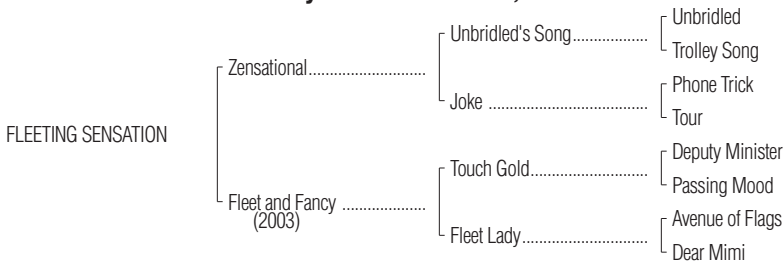 Unbridled
Unbridled's Song................
Trolley Song
Zensational............................
Phone Trick
Joke ......................................
Tour
FLEETING SENSATION
Deputy Minister
Touch Gold............................
Passing Mood
Fleet and Fancy ....................
(2003)
Avenue of Flags
Fleet Lady..............................
Dear Mimi